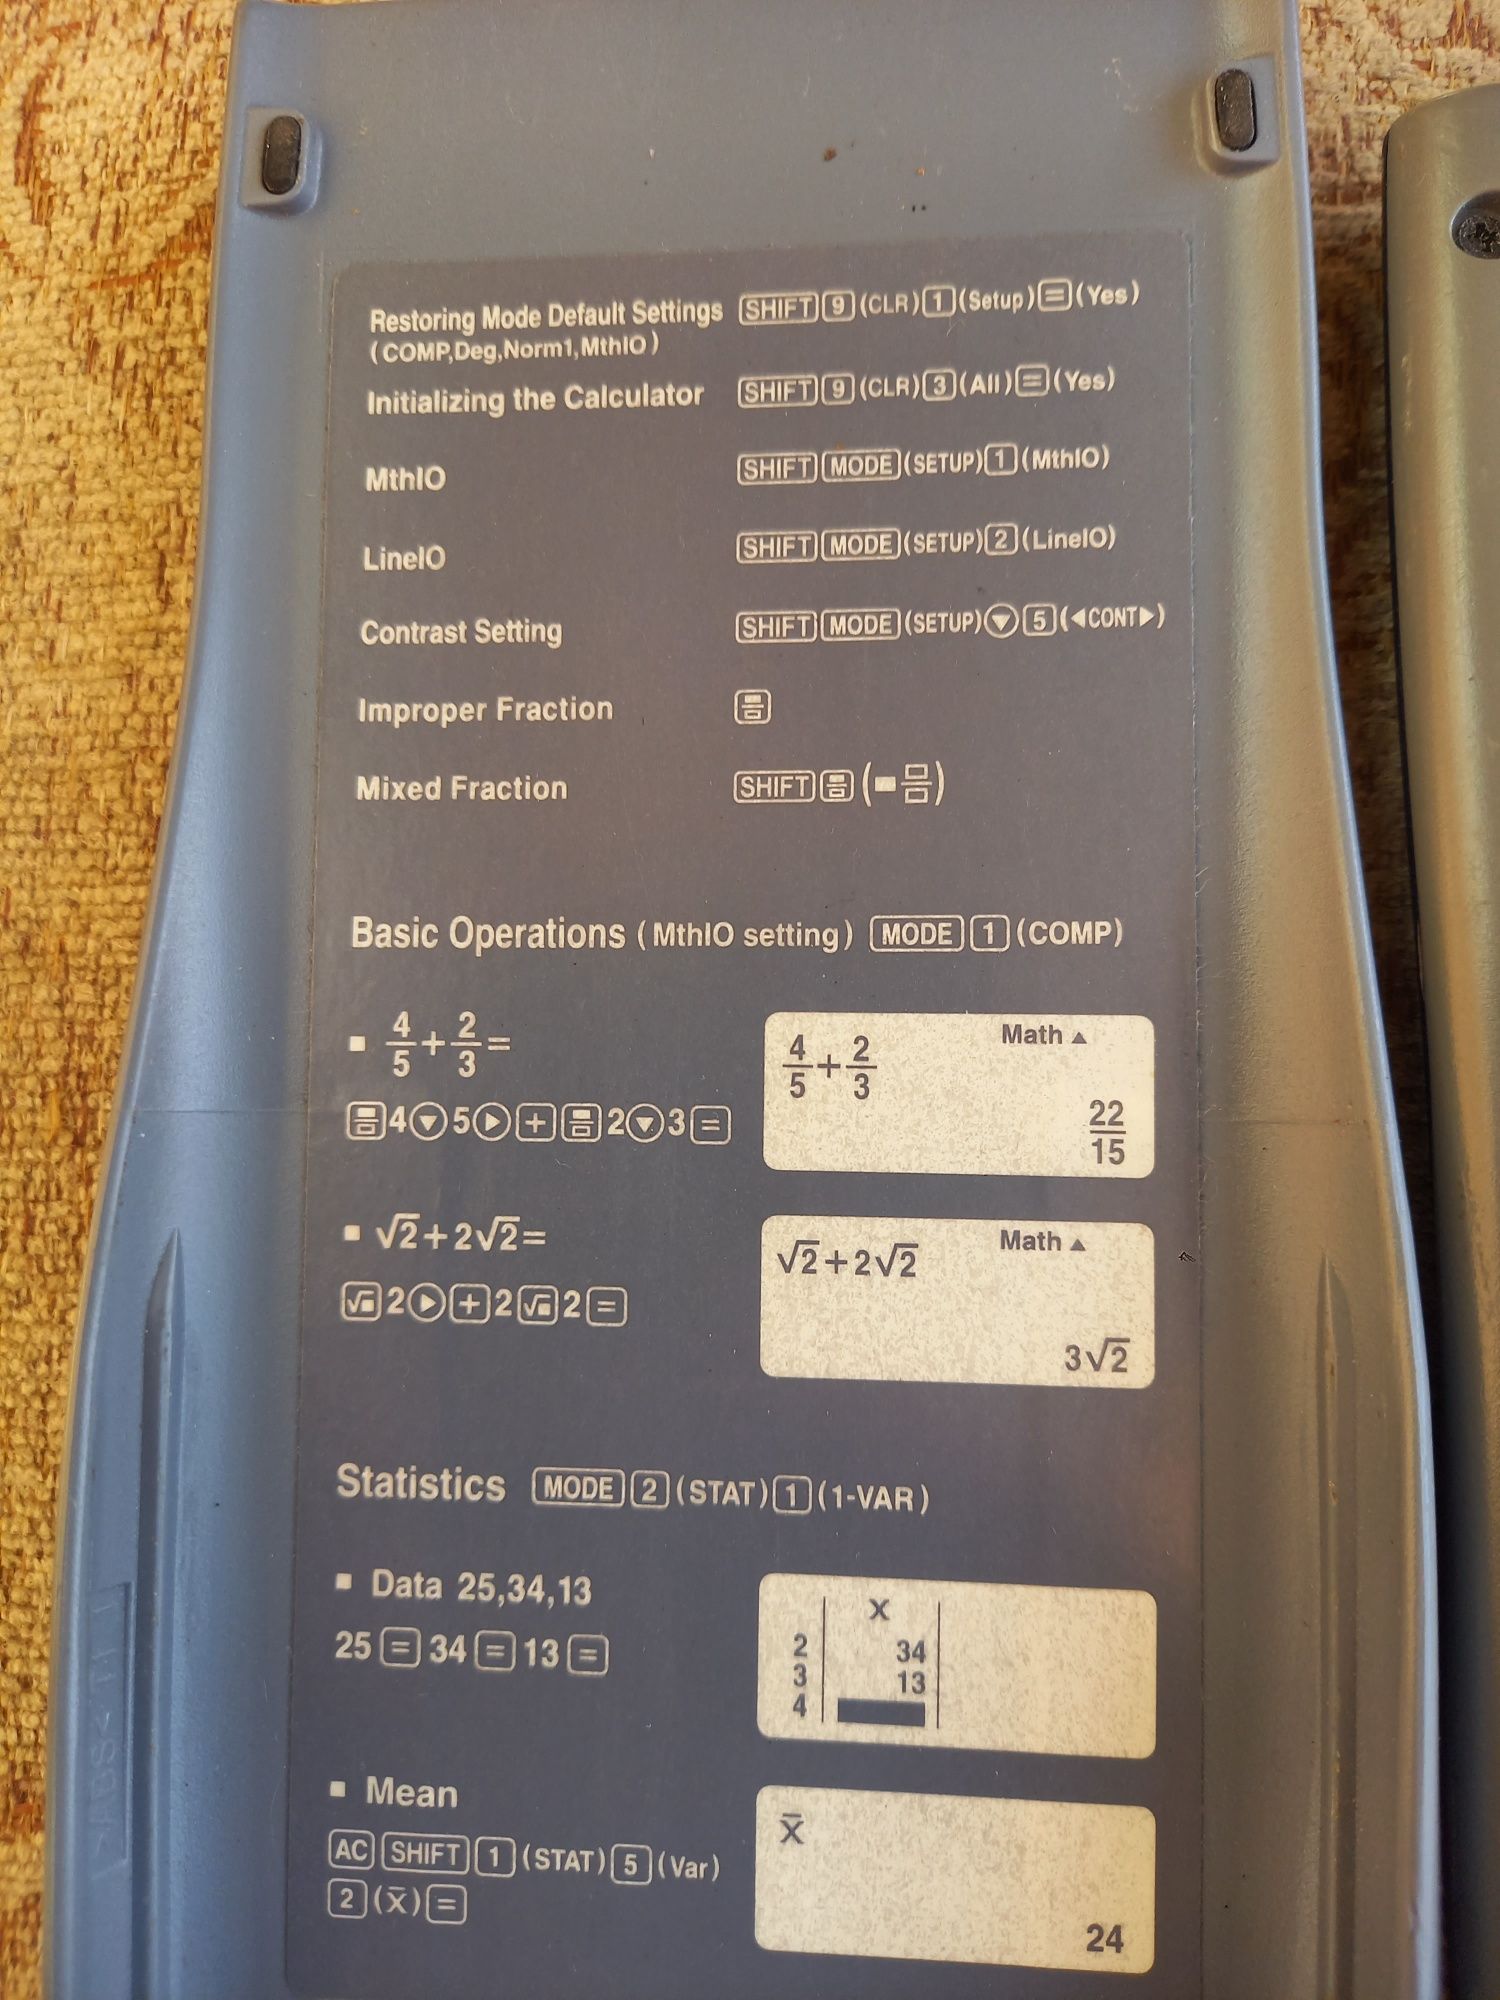 Restoring Mode Default Settings SHIFT 9 (CLR) 1 (Setup) = (Yes)
(COMP,Deg,Norm1,MthIO)
Initializing the Calculator SHIFT 9 (CLR) 3 (All) = (Yes)
MthIO SHIFT MODE (SETUP) 1 (MthIO)
LineIO SHIFT MODE (SETUP) 2 (LineIO)
Contrast Setting SHIFT MODE (SETUP) ▼ 5 (◀CONT▶)
Improper Fraction
Mixed Fraction SHIFT
Basic Operations (MthIO setting) MODE 1 (COMP)
▪ 4/5+2/3=
4 ▼ 5 ▶ + 2 ▼ 3 =
Math ▲
4/5+2/3
22/15
▪ √2+2√2=
√▪ 2 ▶ + 2 √▪ 2 =
Math ▲
√2+2√2
3√2
Statistics MODE 2 (STAT) 1 (1-VAR)
▪ Data 25,34,13
25 = 34 = 13 =
x
2 34
3 13
4
▪ Mean
AC SHIFT 1 (STAT) 5 (Var)
2 (x̄) =
x̄
24
>ABS<